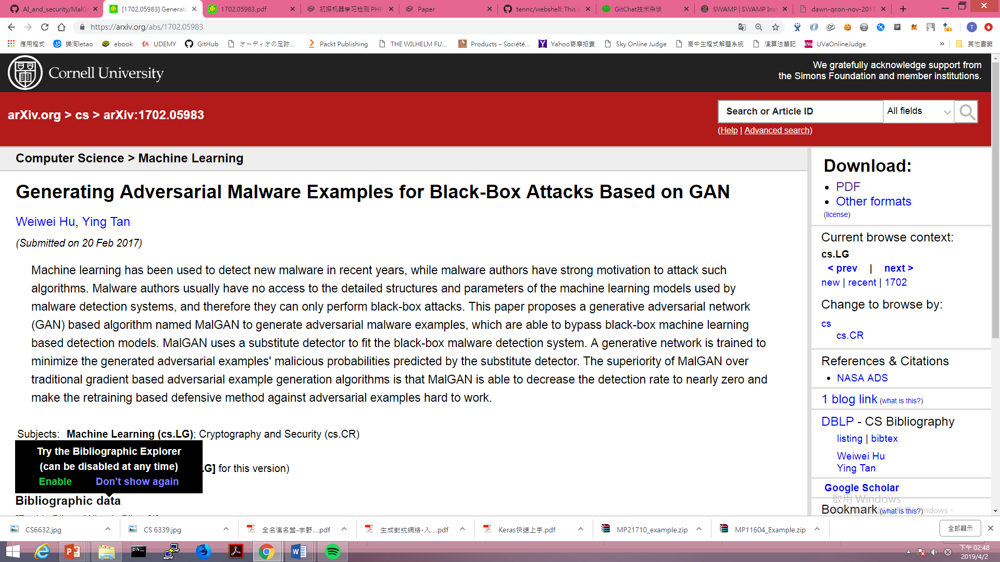 AI_and_security/MalGA
[1702.05983] Generati
1702.05983.pdf
初探机器学习检测 PHP
Paper
tennc/webshell: This is
GitChat技术杂谈
SWAMP | SWAMP Inst
dawn-qcon-nov-2017
https://arxiv.org/abs/1702.05983
應用程式
樂淘letao
ebook
UDEMY
GitHub
オーディオの足跡...
Packt Publishing
THE WILHELM FU...
Products – Société...
Yahoo奇摩拍賣
Sky Online Judge
高中生程式解題系統
演算法筆記
UVaOnlineJudge
»
其他書籤
Cornell University
We gratefully acknowledge support from
the Simons Foundation and member institutions.
arXiv.org > cs > arXiv:1702.05983
Search or Article ID
All fields
(Help | Advanced search)
Computer Science > Machine Learning
Generating Adversarial Malware Examples for Black-Box Attacks Based on GAN
Weiwei Hu, Ying Tan
(Submitted on 20 Feb 2017)
Machine learning has been used to detect new malware in recent years, while malware authors have strong motivation to attack such
algorithms. Malware authors usually have no access to the detailed structures and parameters of the machine learning models used by
malware detection systems, and therefore they can only perform black-box attacks. This paper proposes a generative adversarial network
(GAN) based algorithm named MalGAN to generate adversarial malware examples, which are able to bypass black-box machine learning
based detection models. MalGAN uses a substitute detector to fit the black-box malware detection system. A generative network is trained to
minimize the generated adversarial examples' malicious probabilities predicted by the substitute detector. The superiority of MalGAN over
traditional gradient based adversarial example generation algorithms is that MalGAN is able to decrease the detection rate to nearly zero and
make the retraining based defensive method against adversarial examples hard to work.
Subjects: Machine Learning (cs.LG); Cryptography and Security (cs.CR)
Try the Bibliographic Explorer
(can be disabled at any time)
Enable
Don't show again
.G] for this version)
Bibliographic data
Download:
• PDF
• Other formats
(license)
Current browse context:
cs.LG
< prev | next >
new | recent | 1702
Change to browse by:
cs
cs.CR
References & Citations
• NASA ADS
1 blog link (what is this?)
DBLP - CS Bibliography
listing | bibtex
Weiwei Hu
Ying Tan
Google Scholar
啟用 Windows
Bookmark (what is this?)
CS6632.jpg
CS 6339.jpg
全名演名盤-宇野....pdf
生成對抗網絡-入....pdf
Keras快速上手.pdf
MP21710_example.zip
MP11604_Example.zip
全部顯示
下午 02:48
2019/4/2